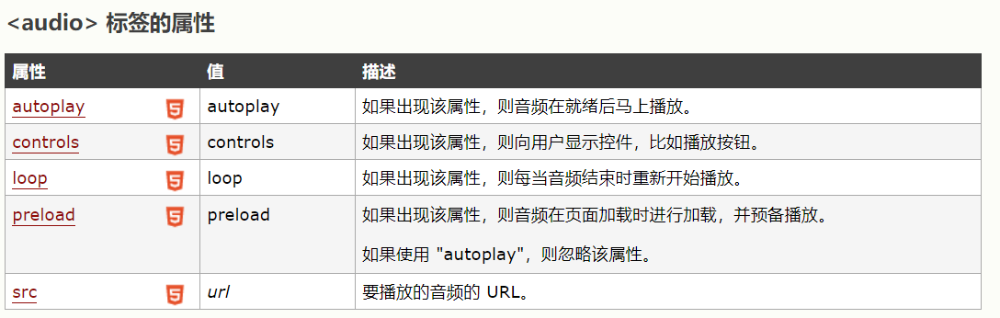 <audio> 标签的属性
属性 值 描述
autoplay autoplay 如果出现该属性，则音频在就绪后马上播放。
controls controls 如果出现该属性，则向用户显示控件，比如播放按钮。
loop loop 如果出现该属性，则每当音频结束时重新开始播放。
preload preload 如果出现该属性，则音频在页面加载时进行加载，并预备播放。
如果使用 "autoplay"，则忽略该属性。
src url 要播放的音频的 URL。